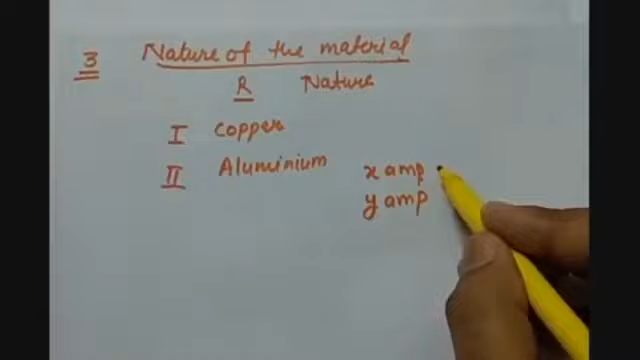 3 Nature of the material
R Nature
I Copper
II Aluminium
x amp
y amp